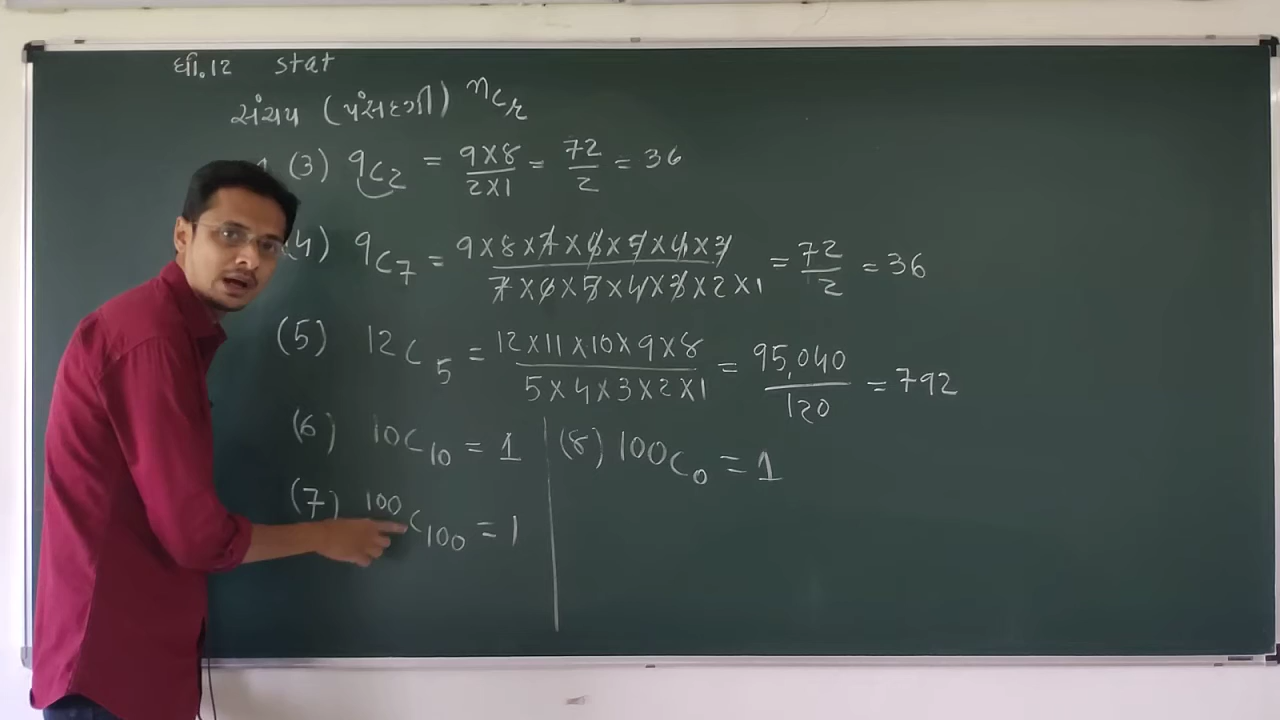 ધો.૧૨ stat
સંચય (પસંદગી) nCr
(3) 9C2 = 9×8/2×1 = 72/2 = 36
(4) 9C7 = 9×8×7×6×5×4×3/7×6×5×4×3×2×1 = 72/2 = 36
(5) 12C5 = 12×11×10×9×8/5×4×3×2×1 = 95,040/120 = 792
(6) 10C10 = 1
(8) 100C0 = 1
(7) 100C100 = 1